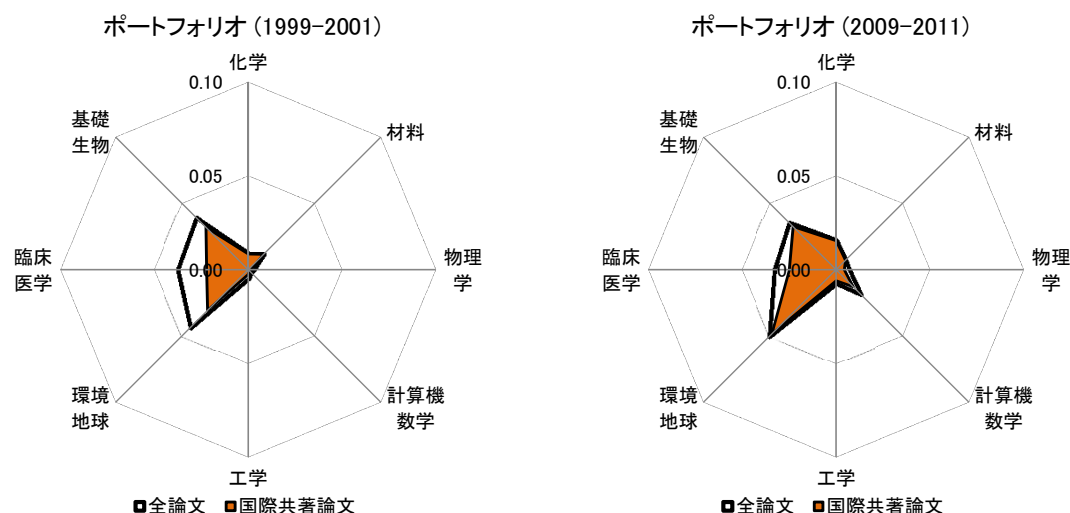 ポートフォリオ (1999-2001)
化学
0.10
材料
0.05
物理
学
0.00
計算機
数学
工学
環境
地球
臨床
医学
基礎
生物
全論文 国際共著論文
ポートフォリオ (2009-2011)
化学
0.10
材料
0.05
物理
学
0.00
計算機
数学
工学
環境
地球
臨床
医学
基礎
生物
全論文 国際共著論文